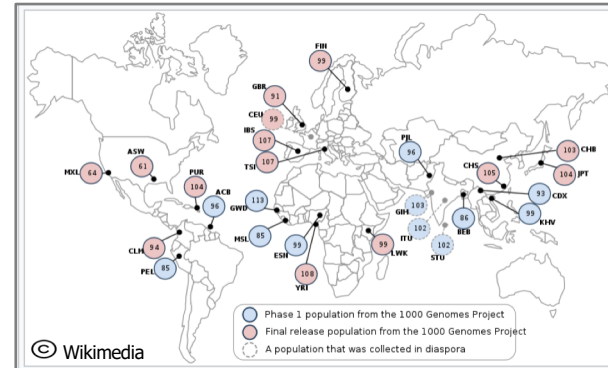 FIN
99
GBR
91
CEU
99
IBS
107
TSI
107
PJL
96
CHB
103
CHS
105
JPT
104
CDX
93
KHV
99
GIH
103
ITU
102
STU
102
BEB
86
MXL
64
ASW
61
PUR
104
ACB
96
GWD
113
MSL
85
ESN
99
YRI
108
LWK
99
CLM
94
PEL
85
Phase 1 population from the 1000 Genomes Project
Final release population from the 1000 Genomes Project
A population that was collected in diaspora
© Wikimedia